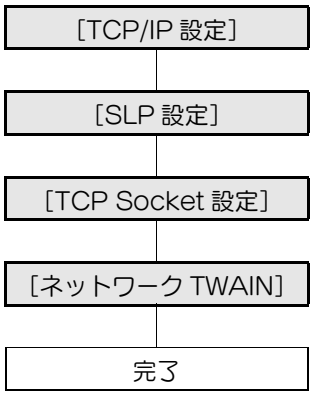 [TCP/IP 設定]
[SLP 設定]
[TCP Socket 設定]
[ネットワーク TWAIN]
完了